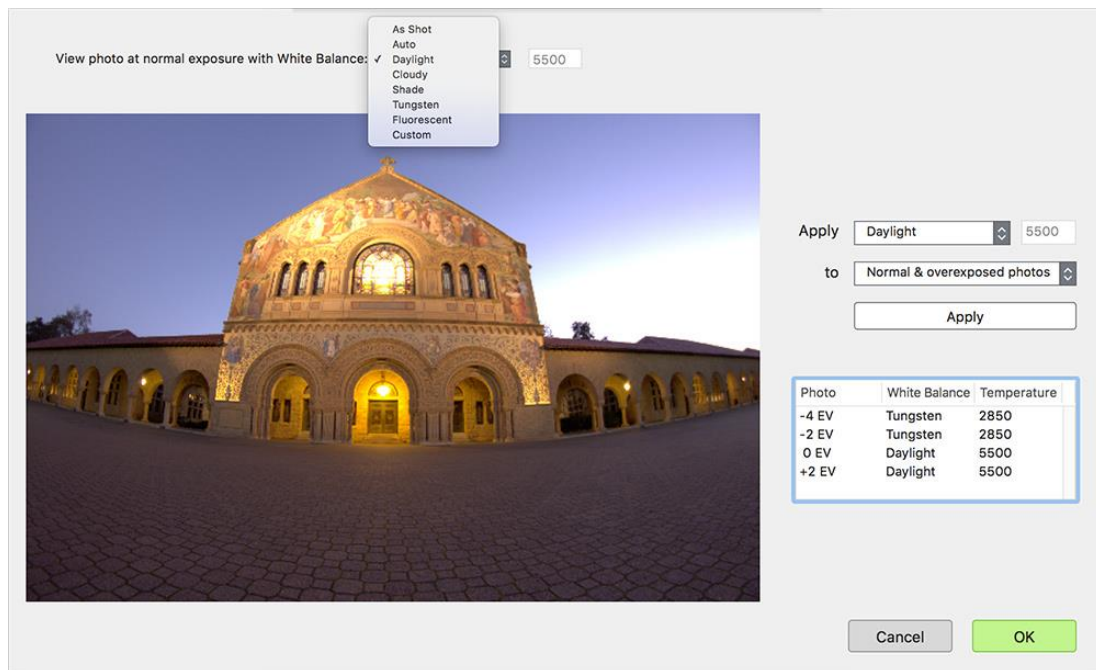 As Shot
Auto
View photo at normal exposure with White Balance: ✓ Daylight 5500
Cloudy
Shade
Tungsten
Fluorescent
Custom
Apply Daylight 5500
to Normal & overexposed photos
Apply
Photo White Balance Temperature
-4 EV Tungsten 2850
-2 EV Tungsten 2850
0 EV Daylight 5500
+2 EV Daylight 5500
Cancel OK